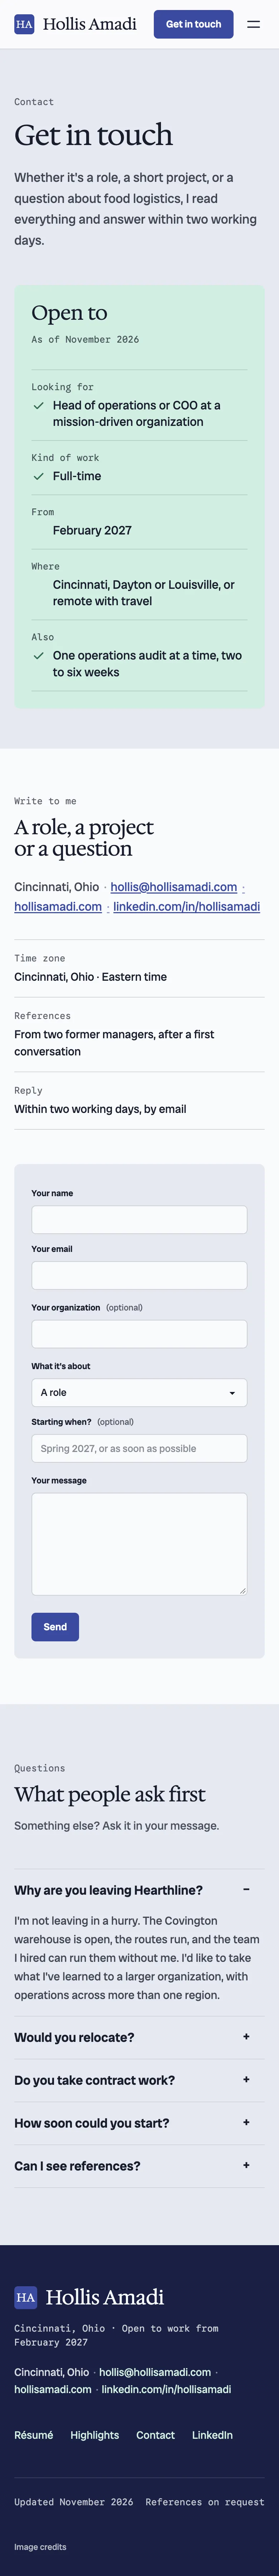 HA Hollis Amadi Get in touch
Contact
Get in touch
Whether it's a role, a short project, or a
question about food logistics, I read
everything and answer within two working
days.
Open to
As of November 2026
Looking for
Head of operations or COO at a
mission-driven organization
Kind of work
Full-time
From
February 2027
Where
Cincinnati, Dayton or Louisville, or
remote with travel
Also
One operations audit at a time, two
to six weeks
Write to me
A role, a project
or a question
Cincinnati, Ohio · hollis@hollisamadi.com ·
hollisamadi.com · linkedin.com/in/hollisamadi
Time zone
Cincinnati, Ohio · Eastern time
References
From two former managers, after a first
conversation
Reply
Within two working days, by email
Your name
Your email
Your organization (optional)
What it's about
A role
Starting when? (optional)
Spring 2027, or as soon as possible
Your message
Send
Questions
What people ask first
Something else? Ask it in your message.
Why are you leaving Hearthline? −
I'm not leaving in a hurry. The Covington
warehouse is open, the routes run, and the team
I hired can run them without me. I'd like to take
what I've learned to a larger organization, with
operations across more than one region.
Would you relocate? +
Do you take contract work? +
How soon could you start? +
Can I see references? +
HA Hollis Amadi
Cincinnati, Ohio · Open to work from
February 2027
Cincinnati, Ohio · hollis@hollisamadi.com ·
hollisamadi.com · linkedin.com/in/hollisamadi
Résumé Highlights Contact LinkedIn
Updated November 2026 References on request
Image credits